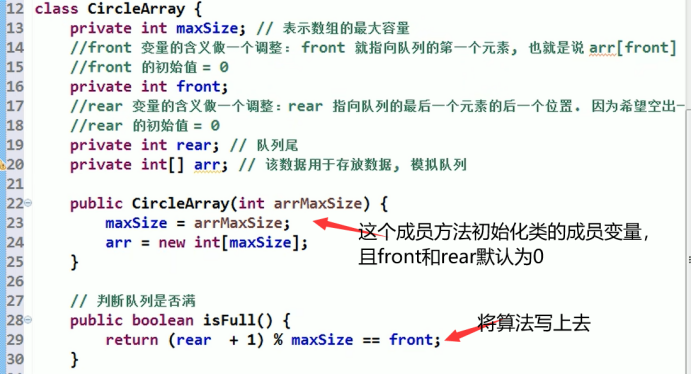 12 class CircleArray {
13 private int maxSize; // 表示数组的最大容量
14 //front 变量的含义做一个调整: front 就指向队列的第一个元素, 也就是说 arr[front]
15 //front 的初始值 = 0
16 private int front;
17 //rear 变量的含义做一个调整:rear 指向队列的最后一个元素的后一个位置. 因为希望空出一
18 //rear 的初始值 = 0
19 private int rear; // 队列尾
20 private int[] arr; // 该数据用于存放数据, 模拟队列
21
22 public CircleArray(int arrMaxSize) {
23 maxSize = arrMaxSize;
24 arr = new int[maxSize];
25 }
这个成员方法初始化类的成员变量,
且front和rear默认为0
26
27 // 判断队列是否满
28 public boolean isFull() {
29 return (rear + 1) % maxSize == front;
将算法写上去
30 }